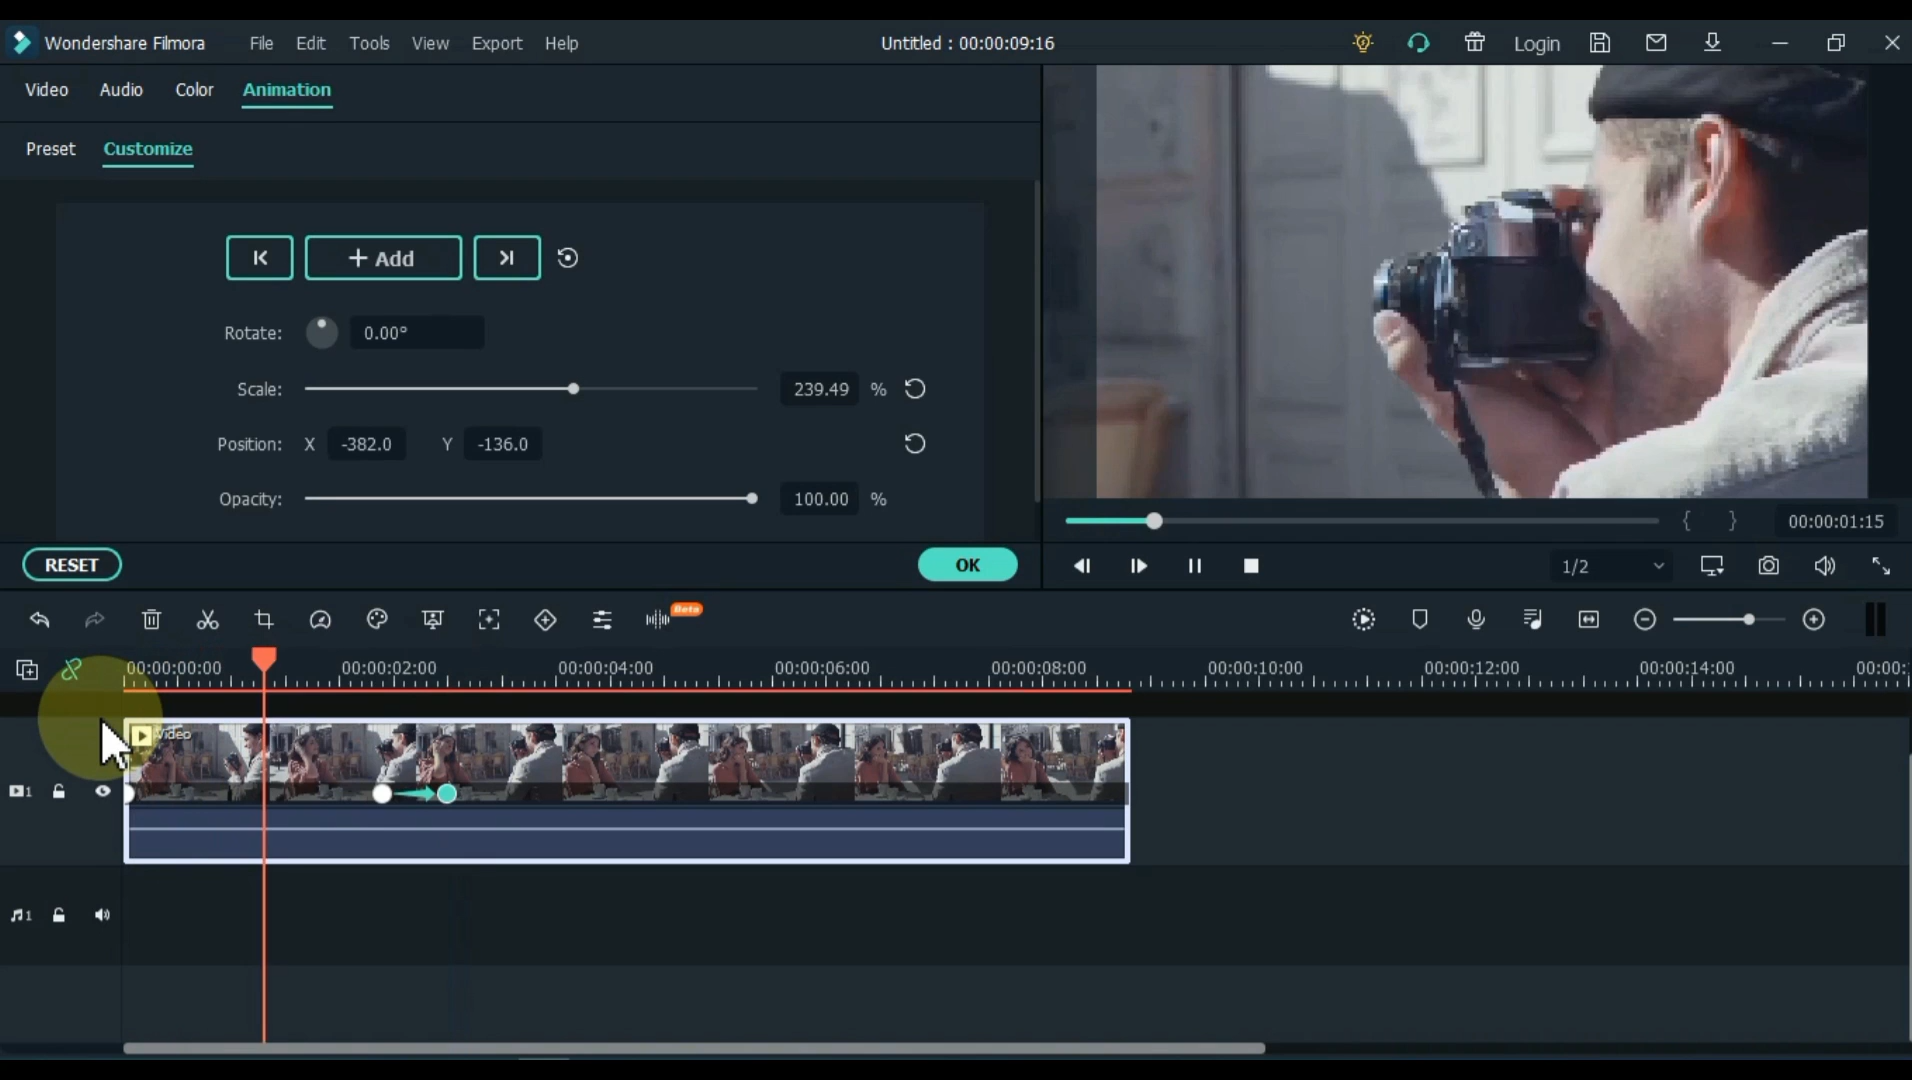 Wondershare Filmora File Edit Tools View Export Help Untitled : 00:00:09:16 Login
Video Audio Color Animation
Preset Customize
+ Add
Rotate: 0.00°
Scale: 239.49 %
Position: X -382.0 Y -136.0
Opacity: 100.00 %
{ } 00:00:01:15
RESET OK 1/2
Beta
00:00:00:00 00:00:02:00 00:00:04:00 00:00:06:00 00:00:08:00 00:00:10:00 00:00:12:00 00:00:14:00 00:00:
Video
1
1